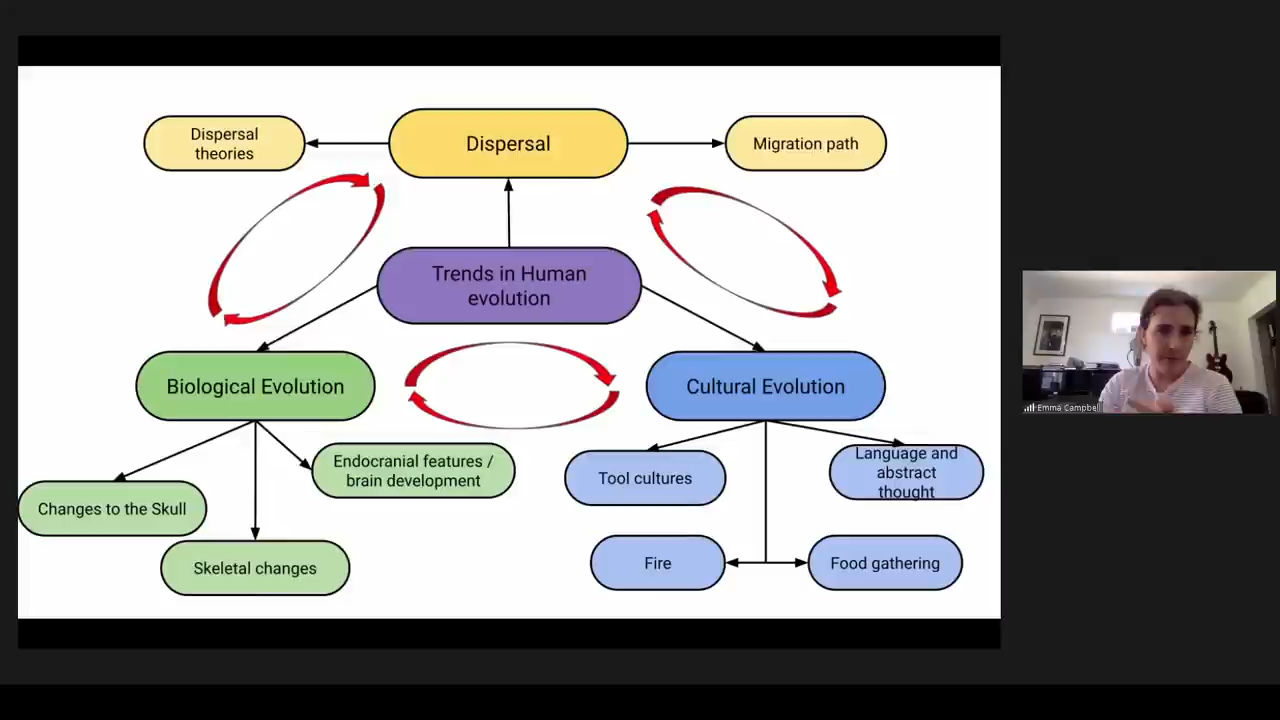 Dispersal
theories
Dispersal
Migration path
Trends in Human
evolution
Biological Evolution
Cultural Evolution
Endocranial features /
brain development
Changes to the Skull
Skeletal changes
Tool cultures
Language and
abstract
thought
Fire
Food gathering
Emma Campbell